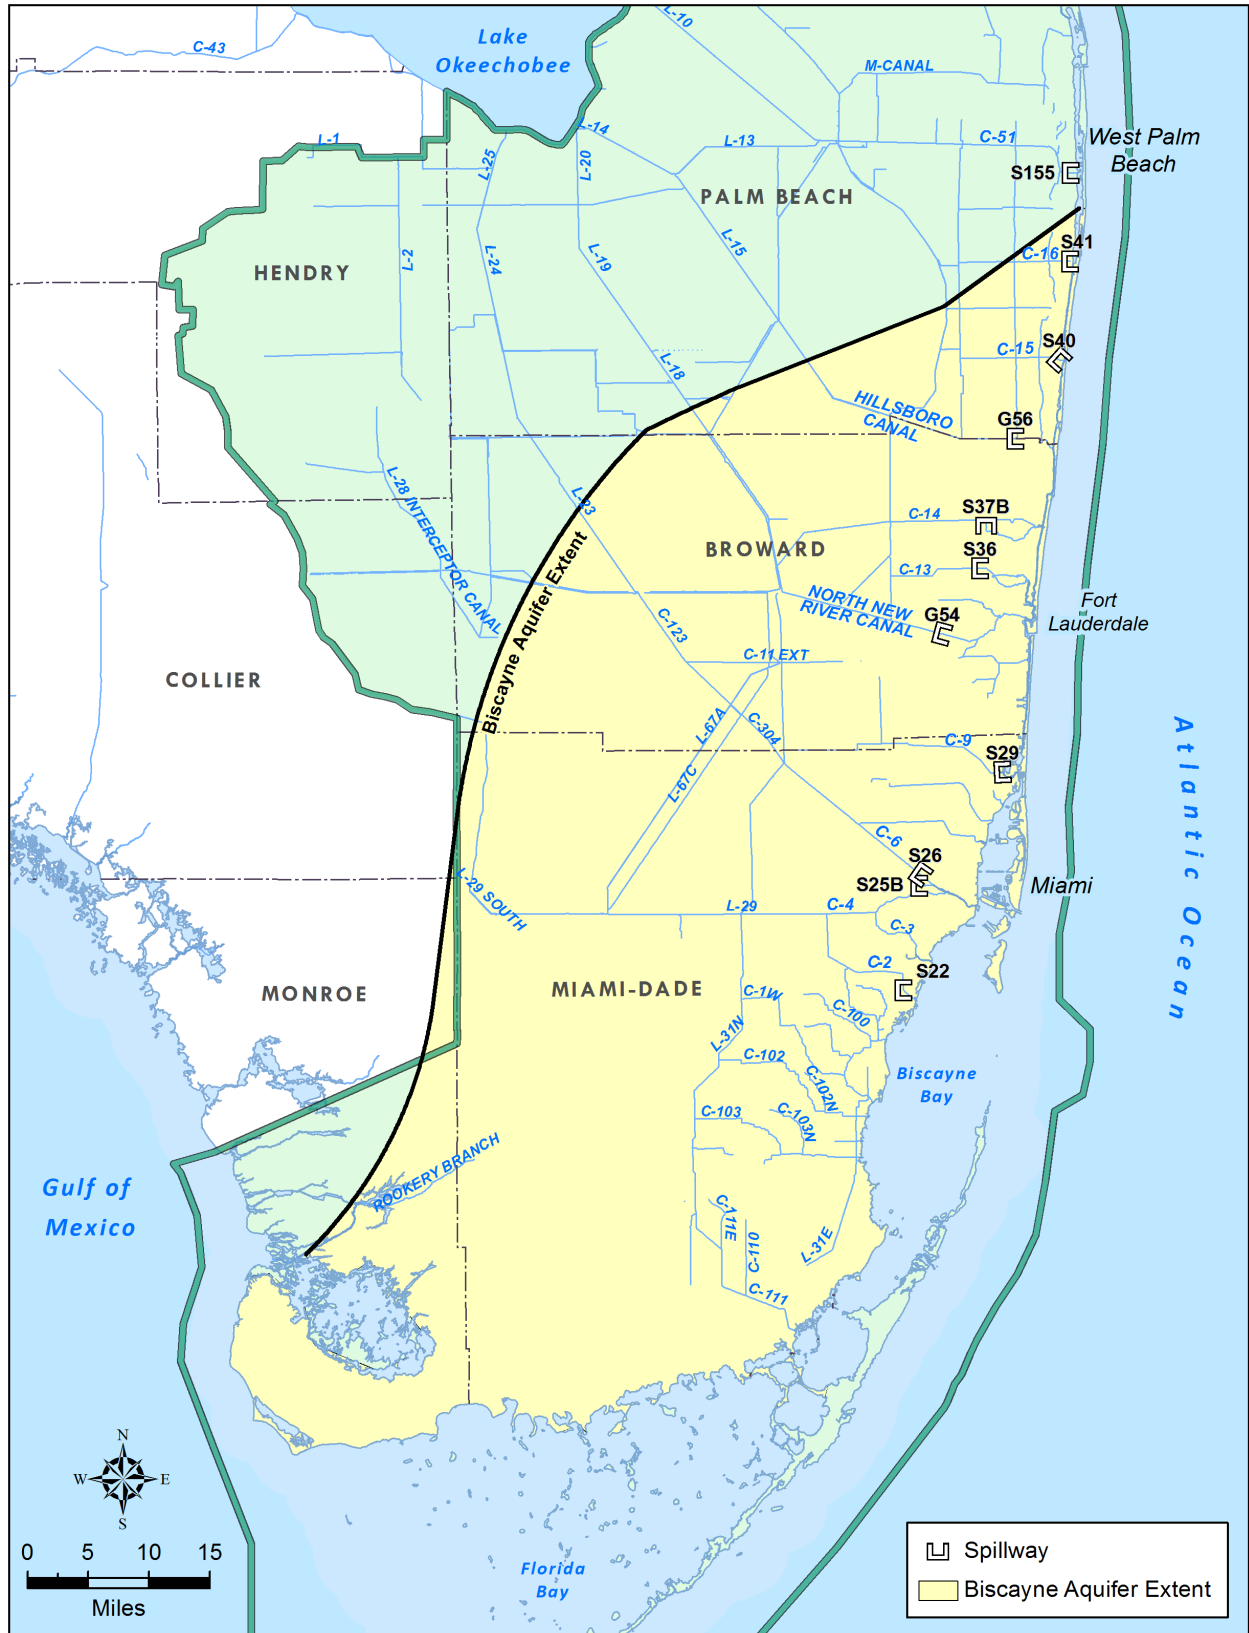 L-10
Lake
Okeechobee
C-43
M-CANAL
L-1
L-14
L-13
C-51
West Palm
Beach
L-25
L-20
S155
PALM BEACH
L-2
L-24
L-19
L-15
S41
C-16
HENDRY
S40
C-15
L-18
HILLSBORO
CANAL
G56
L-28 INTERCEPTOR CANAL
L-23
S37B
C-14
BROWARD
S36
C-13
Biscayne Aquifer Extent
NORTH NEW
RIVER CANAL
G54
Fort
Lauderdale
C-123
C-11 EXT
COLLIER
L-67A
C-304
C-9
S29
L-67C
Atlantic Ocean
C-6
S26
S25B
Miami
L-29 SOUTH
L-29
C-4
C-3
C-2
S22
MONROE
MIAMI-DADE
C-1W
C-100
L-31N
C-102
Biscayne
Bay
C-102N
C-103
C-103N
ROOKERY BRANCH
Gulf of
Mexico
C-111E
C-110
L-31E
C-111
N
W
E
S
0 5 10 15
Miles
Florida
Bay
Spillway
Biscayne Aquifer Extent